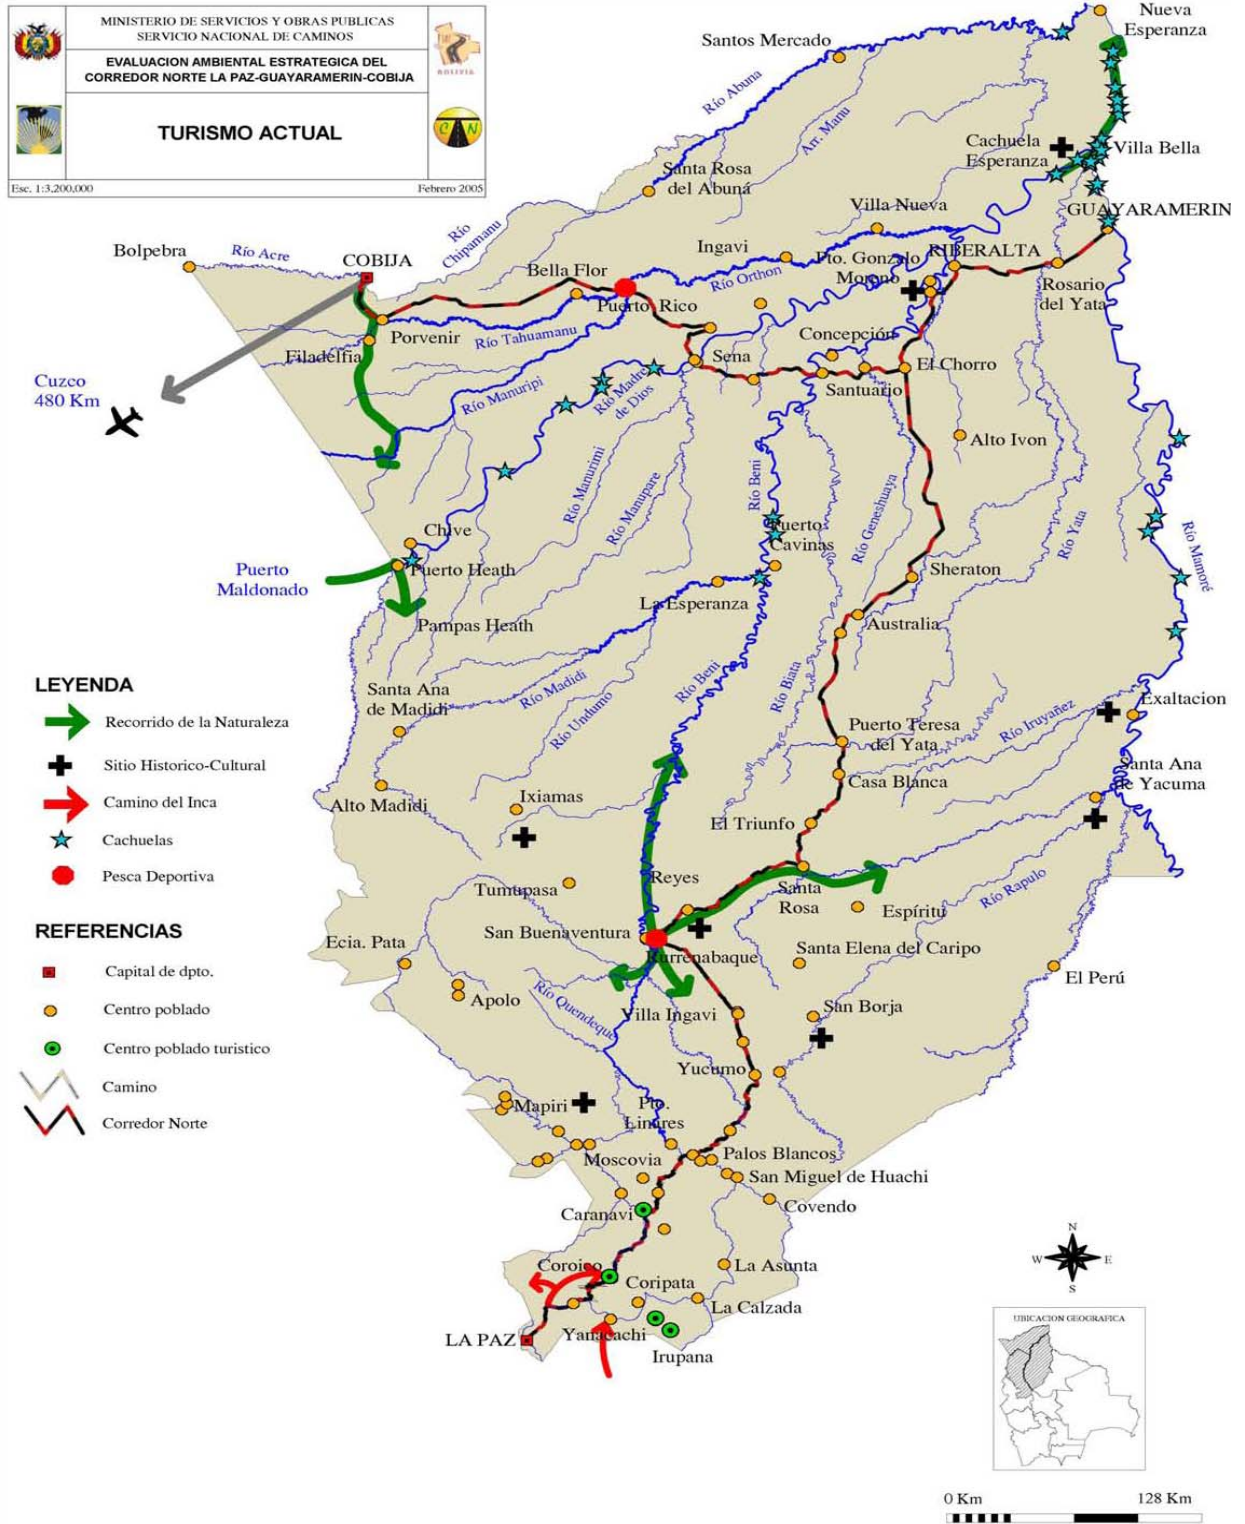 MINISTERIO DE SERVICIOS Y OBRAS PUBLICAS
SERVICIO NACIONAL DE CAMINOS
EVALUACION AMBIENTAL ESTRATEGICA DEL
CORREDOR NORTE LA PAZ-GUAYARAMERIN-COBIJA
BOLIVIA
TURISMO ACTUAL
C N
Esc. 1:3,200,000
Febrero 2005
Nueva
Esperanza
Santos Mercado
Río Abuna
Arr. Manu
Cachuela
Esperanza
Villa Bella
Santa Rosa
del Abuná
Villa Nueva
GUAYARAMERIN
Río
Chipamanu
Bolpebra
Río Acre
COBIJA
Ingavi
Pto. Gonzalo
Moreno
RIBERALTA
Bella Flor
Río Orthon
Rosario
del Yata
Puerto Rico
Porvenir
Río Tahuamanu
Concepción
Filadelfia
Sena
El Chorro
Cuzco
480 Km
Río Manuripi
Río Madre
de Dios
Santuario
Alto Ivon
Río Manurimi
Río Manupare
Río Beni
Río Geneshuaya
Río Yata
Río Mamoré
Chive
Puerto
Cavinas
Puerto
Maldonado
Puerto Heath
Sheraton
La Esperanza
Pampas Heath
Australia
LEYENDA
Recorrido de la Naturaleza
Sitio Historico-Cultural
Camino del Inca
Cachuelas
Pesca Deportiva
Santa Ana
de Madidi
Río Madidi
Río Undumo
Río Beni
Río Biata
Río Iruyañez
Exaltacion
Puerto Teresa
del Yata
Santa Ana
de Yacuma
Casa Blanca
Alto Madidi
Ixiamas
El Triunfo
Tumupasa
Reyes
Santa
Rosa
Río Rapulo
Espíritu
REFERENCIAS
Capital de dpto.
Centro poblado
Centro poblado turistico
Camino
Corredor Norte
Ecia. Pata
San Buenaventura
Rurrenabaque
Santa Elena del Caripo
El Perú
Apolo
Río Quendeque
Villa Ingavi
San Borja
Yucumo
Mapiri
Pto.
Linares
Moscovia
Palos Blancos
San Miguel de Huachi
Caranavi
Covendo
Coroico
Coripata
La Asunta
La Calzada
LA PAZ
Yanacachi
Irupana
N
W E
S
UBICACION GEOGRAFICA
0 Km
128 Km